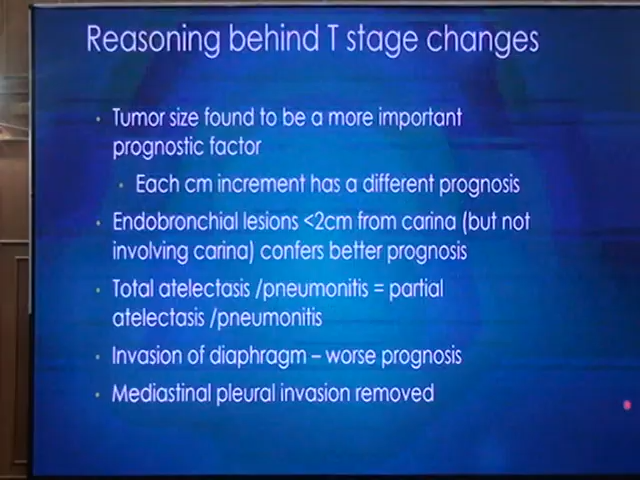 Reasoning behind T stage changes
• Tumor size found to be a more important
prognostic factor
• Each cm increment has a different prognosis
• Endobronchial lesions <2cm from carina (but not
involving carina) confers better prognosis
• Total atelectasis /pneumonitis = partial
atelectasis /pneumonitis
• Invasion of diaphragm – worse prognosis
• Mediastinal pleural invasion removed